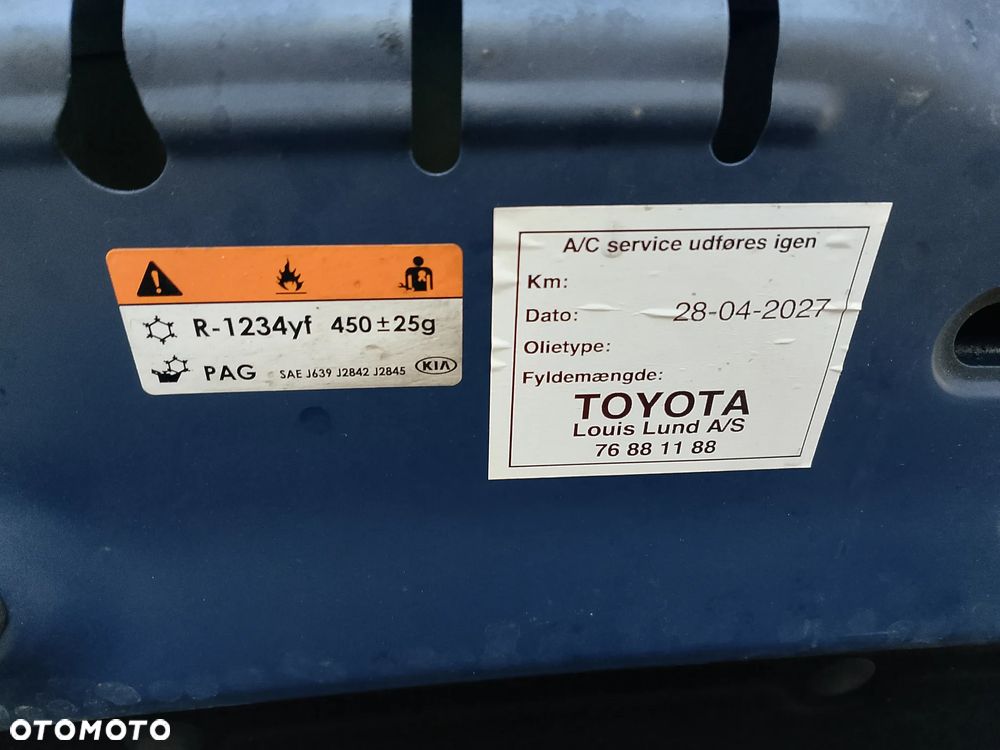 R-1234yf 450±25g
PAG SAE J639 J2842 J2845 KIA
A/C service udføres igen
Km:
Dato: 28-04-2027
Olietype:
Fyldemængde:
TOYOTA
Louis Lund A/S
76 88 11 88
OTOMOTO